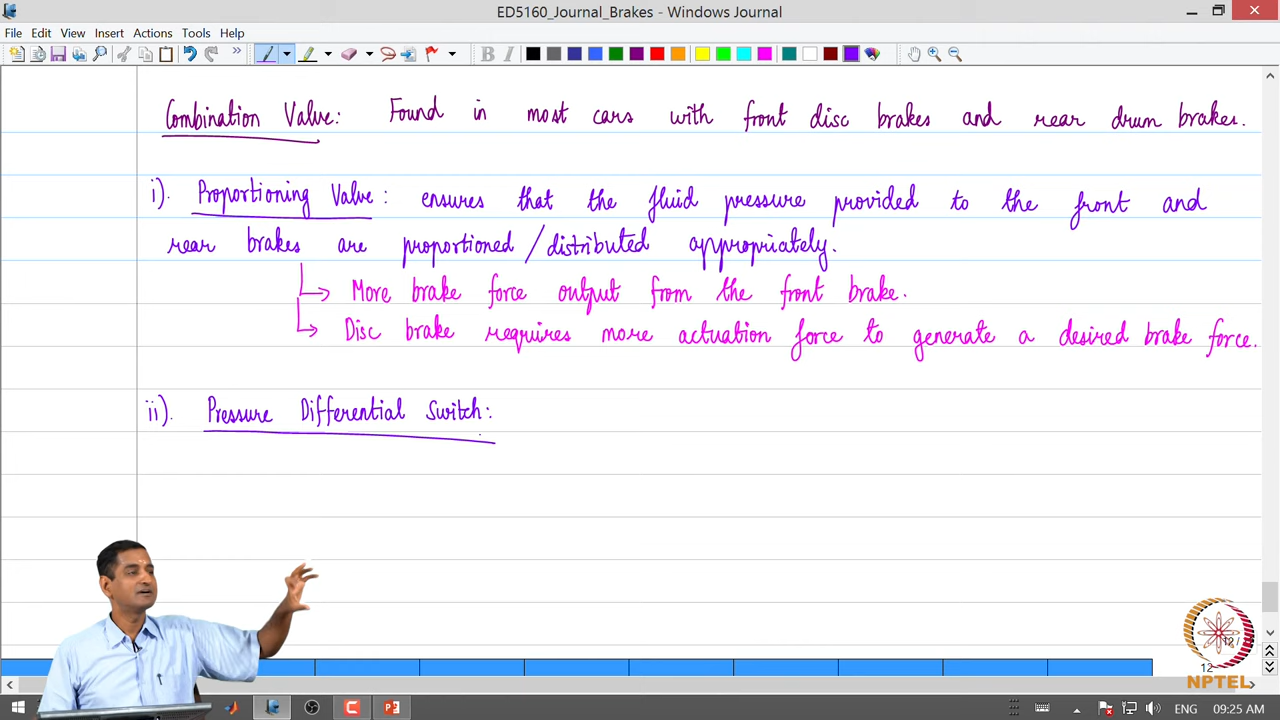 ED5160_Journal_Brakes - Windows Journal
File Edit View Insert Actions Tools Help
Combination Valve: Found in most cars with front disc brakes and rear drum brakes.
i). Proportioning Valve: ensures that the fluid pressure provided to the front and
rear brakes are proportioned/distributed appropriately.
More brake force output from the front brake.
Disc brake requires more actuation force to generate a desired brake force.
ii). Pressure Differential Switch:
12/
12
NPTEL
ENG 09:25 AM